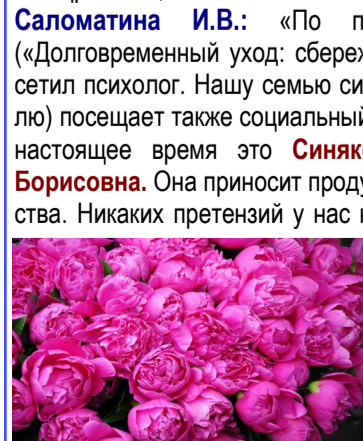 Саломатина И.В.: «По п
(«Долговременный уход: сбереж
сетил психолог. Нашу семью си
лю) посещает также социальный
настоящее время это Синяк
Борисовна. Она приносит проду
ства. Никаких претензий у нас н